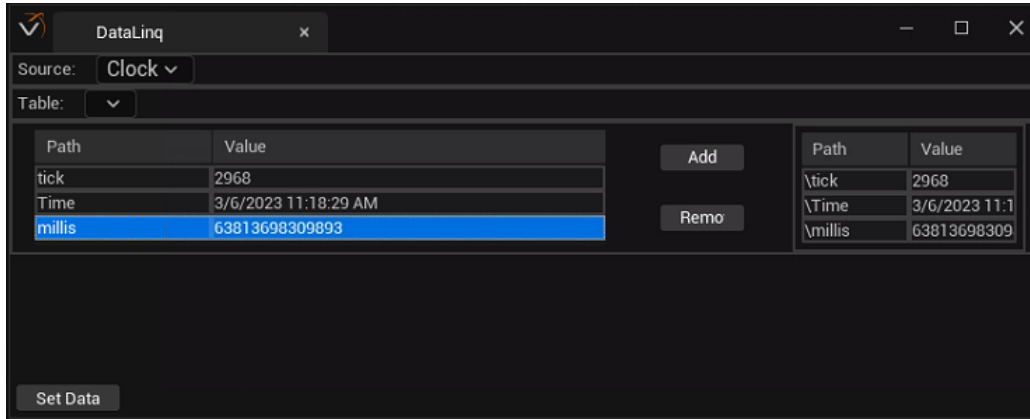 DataLinq
Source: Clock
Table:
Path Value
tick 2968
Time 3/6/2023 11:18:29 AM
millis 63813698309893
Add
Remo
Path Value
\tick 2968
\Time 3/6/2023 11:1
\millis 63813698309
Set Data